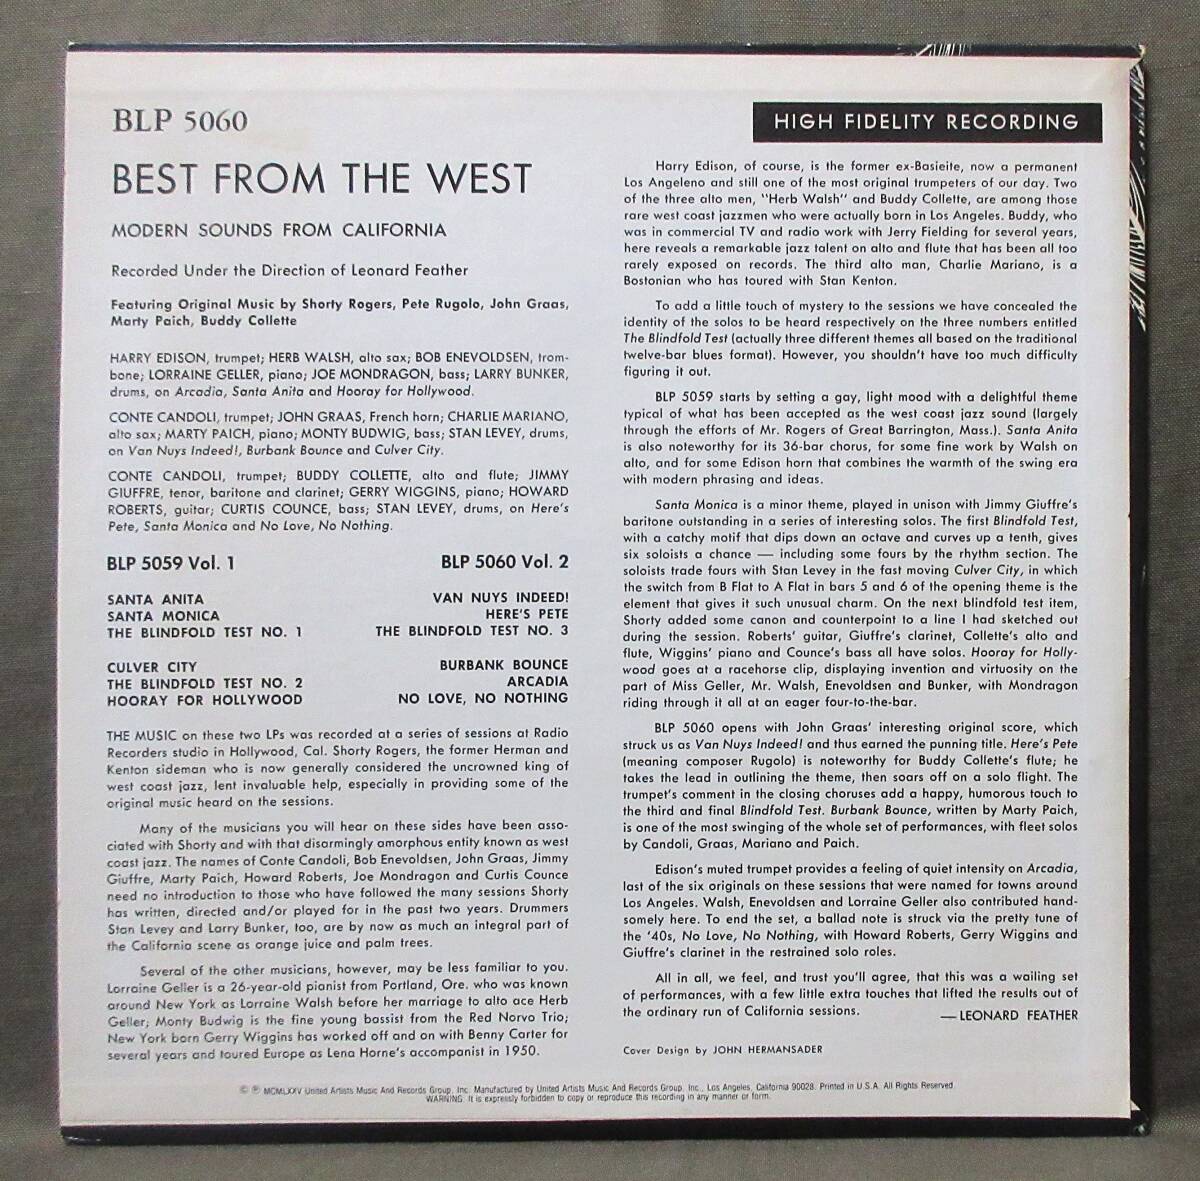 BLP 5060
BEST FROM THE WEST
MODERN SOUNDS FROM CALIFORNIA
Recorded Under the Direction of Leonard Feather
Featuring Original Music by Shorty Rogers, Pete Rugolo, John Graas,
Marty Paich, Buddy Collette
HARRY EDISON, trumpet; HERB WALSH, alto sax; BOB ENEVOLDSEN, trom-
bone; LORRAINE GELLER, piano; JOE MONDRAGON, bass; LARRY BUNKER,
drums, on Arcadia, Santa Anita and Hooray for Hollywood.
CONTE CANDOLI, trumpet; JOHN GRAAS, French horn; CHARLIE MARIANO,
alto sax; MARTY PAICH, piano; MONTY BUDWIG, bass; STAN LEVEY, drums,
on Van Nuys Indeed!, Burbank Bounce and Culver City.
CONTE CANDOLI, trumpet; BUDDY COLLETTE, alto and flute; JIMMY
GIUFFRE, tenor, baritone and clarinet; GERRY WIGGINS, piano; HOWARD
ROBERTS, guitar; CURTIS COUNCE, bass; STAN LEVEY, drums, on Here's
Pete, Santa Monica and No Love, No Nothing.
BLP 5059 Vol. 1
SANTA ANITA
SANTA MONICA
THE BLINDFOLD TEST NO. 1
CULVER CITY
THE BLINDFOLD TEST NO. 2
HOORAY FOR HOLLYWOOD
BLP 5060 Vol. 2
VAN NUYS INDEED!
HERE'S PETE
THE BLINDFOLD TEST NO. 3
BURBANK BOUNCE
ARCADIA
NO LOVE, NO NOTHING
THE MUSIC on these two LPs was recorded at a series of sessions at Radio
Recorders studio in Hollywood, Cal. Shorty Rogers, the former Herman and
Kenton sideman who is now generally considered the uncrowned king of
west coast jazz, lent invaluable help, especially in providing some of the
original music heard on the sessions.
Many of the musicians you will hear on these sides have been asso-
ciated with Shorty and with that disarmingly amorphous entity known as west
coast jazz. The names of Conte Candoli, Bob Enevoldsen, John Graas, Jimmy
Giuffre, Marty Paich, Howard Roberts, Joe Mondragon and Curtis Counce
need no introduction to those who have followed the many sessions Shorty
has written, directed and/or played for in the past two years. Drummers
Stan Levey and Larry Bunker, too, are by now as much an integral part of
the California scene as orange juice and palm trees.
Several of the other musicians, however, may be less familiar to you.
Lorraine Geller is a 26-year-old pianist from Portland, Ore. who was known
around New York as Lorraine Walsh before her marriage to alto ace Herb
Geller; Monty Budwig is the fine young bassist from the Red Norvo Trio;
New York born Gerry Wiggins has worked off and on with Benny Carter for
several years and toured Europe as Lena Horne's accompanist in 1950.
HIGH FIDELITY RECORDING
Harry Edison, of course, is the former ex-Basieite, now a permanent
Los Angeleno and still one of the most original trumpeters of our day. Two
of the three alto men, "Herb Walsh" and Buddy Collette, are among those
rare west coast jazzmen who were actually born in Los Angeles. Buddy, who
was in commercial TV and radio work with Jerry Fielding for several years,
here reveals a remarkable jazz talent on alto and flute that has been all too
rarely exposed on records. The third alto man, Charlie Mariano, is a
Bostonian who has toured with Stan Kenton.
To add a little touch of mystery to the sessions we have concealed the
identity of the solos to be heard respectively on the three numbers entitled
The Blindfold Test (actually three different themes all based on the traditional
twelve-bar blues format). However, you shouldn't have too much difficulty
figuring it out.
BLP 5059 starts by setting a gay, light mood with a delightful theme
typical of what has been accepted as the west coast jazz sound (largely
through the efforts of Mr. Rogers of Great Barrington, Mass.). Santa Anita
is also noteworthy for its 36-bar chorus, for some fine work by Walsh on
alto, and for some Edison horn that combines the warmth of the swing era
with modern phrasing and ideas.
Santa Monica is a minor theme, played in unison with Jimmy Giuffre's
baritone outstanding in a series of interesting solos. The first Blindfold Test,
with a catchy motif that dips down an octave and curves up a tenth, gives
six soloists a chance — including some fours by the rhythm section. The
soloists trade fours with Stan Levey in the fast moving Culver City, in which
the switch from B Flat to A Flat in bars 5 and 6 of the opening theme is the
element that gives it such unusual charm. On the next blindfold test item,
Shorty added some canon and counterpoint to a line I had sketched out
during the session. Roberts' guitar, Giuffre's clarinet, Collette's alto and
flute, Wiggins' piano and Counce's bass all have solos. Hooray for Holly-
wood goes at a racehorse clip, displaying invention and virtuosity on the
part of Miss Geller, Mr. Walsh, Enevoldsen and Bunker, with Mondragon
riding through it all at an eager four-to-the-bar.
BLP 5060 opens with John Graas' interesting original score, which
struck us as Van Nuys Indeed! and thus earned the punning title. Here's Pete
(meaning composer Rugolo) is noteworthy for Buddy Collette's flute; he
takes the lead in outlining the theme, then soars off on a solo flight. The
trumpet's comment in the closing choruses add a happy, humorous touch to
the third and final Blindfold Test. Burbank Bounce, written by Marty Paich,
is one of the most swinging of the whole set of performances, with fleet solos
by Candoli, Graas, Mariano and Paich.
Edison's muted trumpet provides a feeling of quiet intensity on Arcadia,
last of the six originals on these sessions that were named for towns around
Los Angeles. Walsh, Enevoldsen and Lorraine Geller also contributed hand-
somely here. To end the set, a ballad note is struck via the pretty tune of
the '40s, No Love, No Nothing, with Howard Roberts, Gerry Wiggins and
Giuffre's clarinet in the restrained solo roles.
All in all, we feel, and trust you'll agree, that this was a wailing set
of performances, with a few little extra touches that lifted the results out of
the ordinary run of California sessions.
— LEONARD FEATHER
Cover Design by JOHN HERMANSADER
© ℗ MCMLXXV United Artists Music And Records Group, Inc. Manufactured by United Artists Music And Records Group, Inc., Los Angeles, California 90028. Printed in U.S.A. All Rights Reserved.
WARNING: It is expressly forbidden to copy or reproduce this recording in any manner or form.